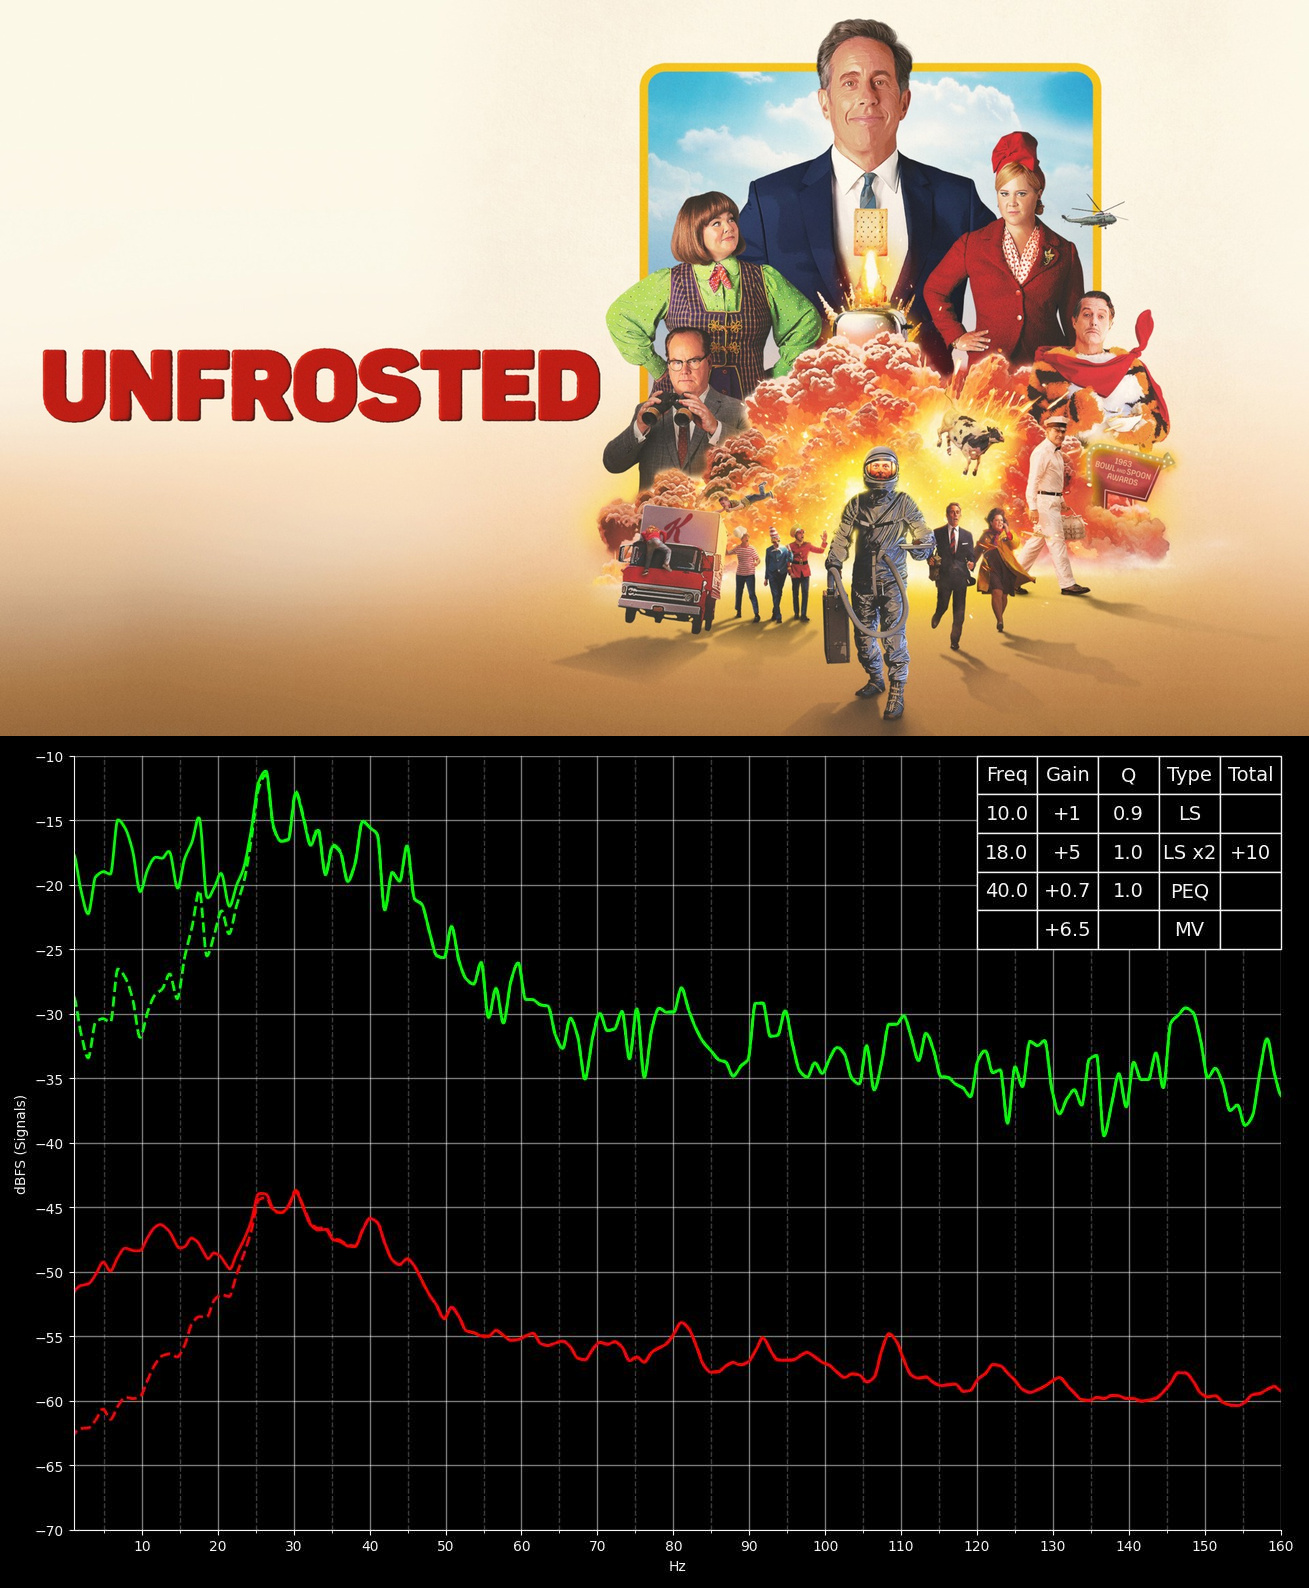 UNFROSTED
K
1963
BOWL AND SPOON
AWARDS
Freq Gain Q Type Total
10.0 +1 0.9 LS
18.0 +5 1.0 LS x2 +10
40.0 +0.7 1.0 PEQ
+6.5 MV
−10
−15
−20
−25
−30
−35
−40
−45
−50
−55
−60
−65
−70
dBFS (Signals)
10 20 30 40 50 60 70 80 90 100 110 120 130 140 150 160
Hz